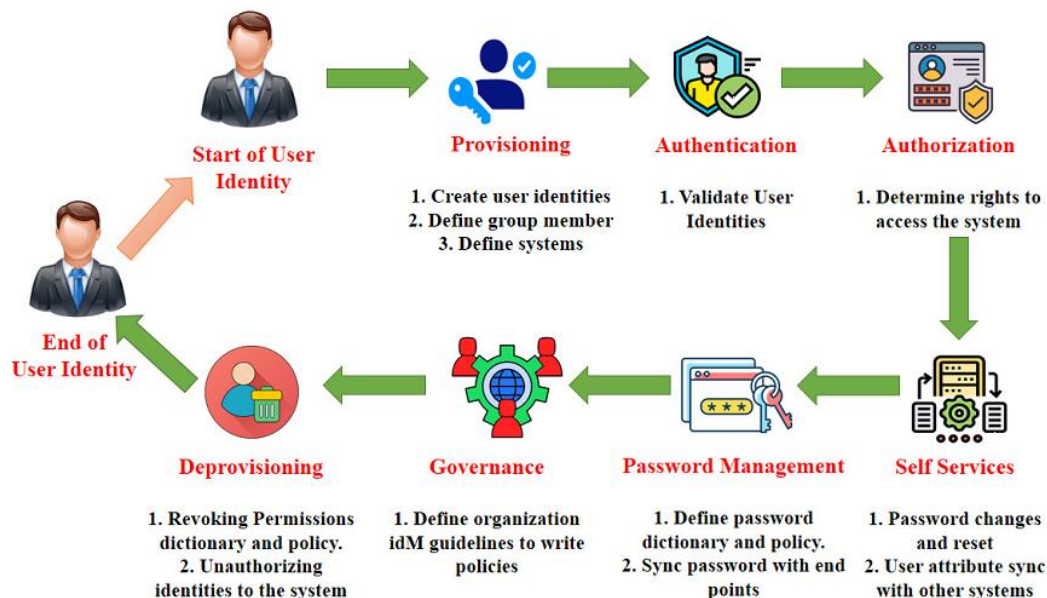 Start of User
Identity
Provisioning
1. Create user identities
2. Define group member
3. Define systems
Authentication
1. Validate User
Identities
Authorization
1. Determine rights to
access the system
Self Services
1. Password changes
and reset
2. User attribute sync
with other systems
Password Management
1. Define password
dictionary and policy.
2. Sync password with end
points
Governance
1. Define organization
idM guidelines to write
policies
Deprovisioning
1. Revoking Permissions
dictionary and policy.
2. Unauthorizing
identities to the system
End of
User Identity